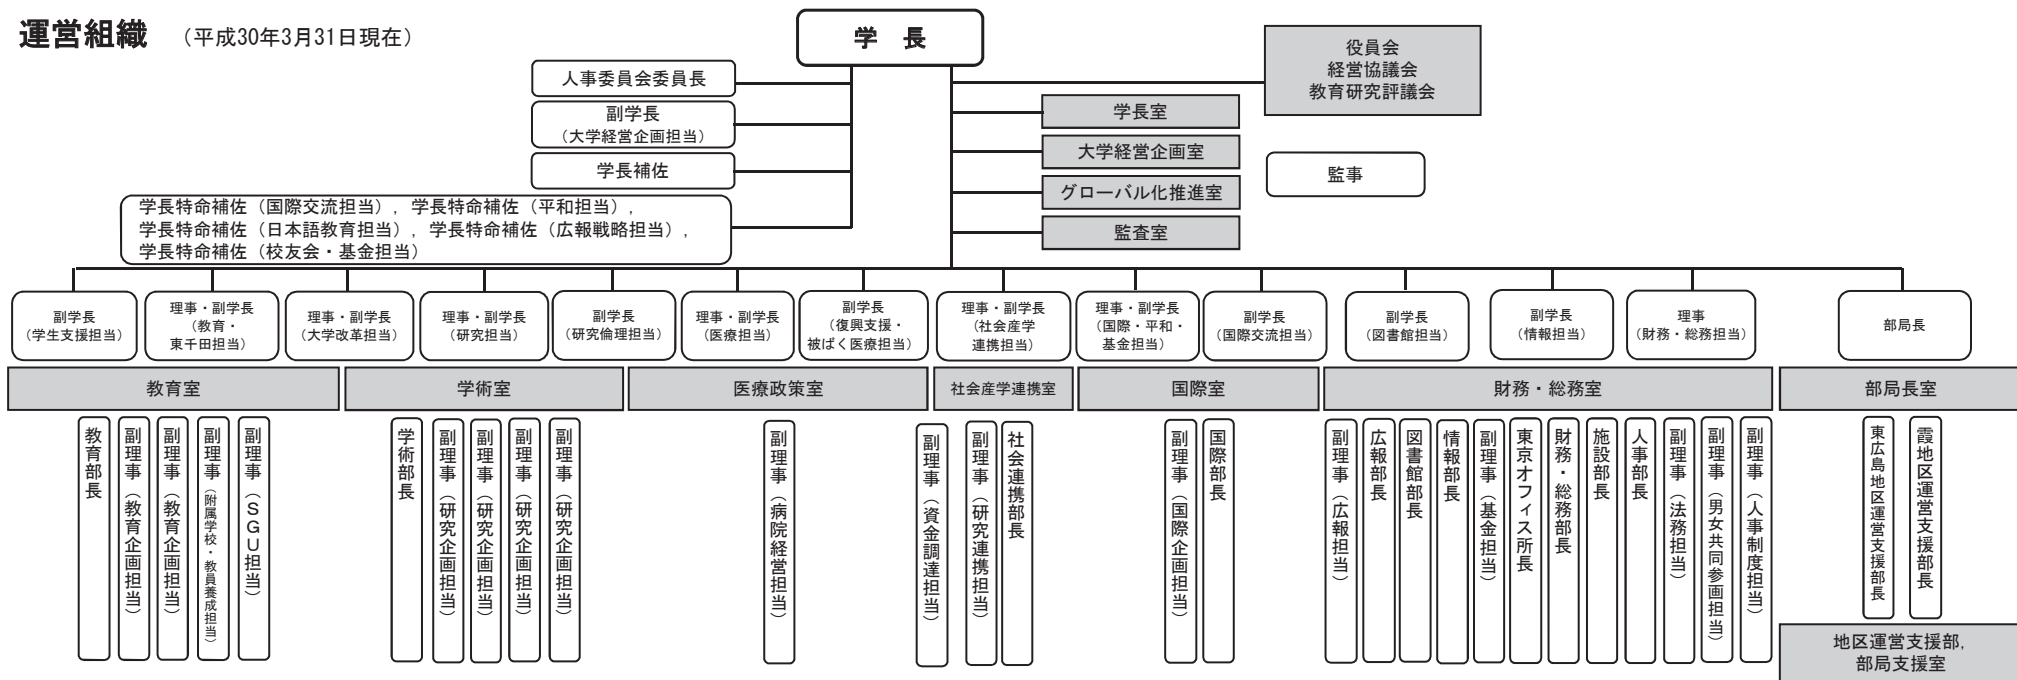 運営組織 （平成30年3月31日現在）
学 長
人事委員会委員長
副学長
（大学経営企画担当）
学長補佐
学長特命補佐（国際交流担当），学長特命補佐（平和担当），
学長特命補佐（日本語教育担当），学長特命補佐（広報戦略担当），
学長特命補佐（校友会・基金担当）
役員会
経営協議会
教育研究評議会
学長室
大学経営企画室
グローバル化推進室
監査室
監事
副学長
（学生支援担当）
理事・副学長
（教育・
東千田担当）
理事・副学長
（大学改革担当）
理事・副学長
（研究担当）
副学長
（研究倫理担当）
理事・副学長
（医療担当）
副学長
（復興支援・
被ばく医療担当）
理事・副学長
（社会産学
連携担当）
理事・副学長
（国際・平和・
基金担当）
副学長
（国際交流担当）
副学長
（図書館担当）
副学長
（情報担当）
理事
（財務・総務担当）
部局長
教育室
学術室
医療政策室
社会産学連携室
国際室
財務・総務室
部局長室
教育部長
副理事（教育企画担当）
副理事（教育企画担当）
副理事（附属学校・教員養成担当）
副理事（ＳＧＵ担当）
学術部長
副理事（研究企画担当）
副理事（研究企画担当）
副理事（研究企画担当）
副理事（研究企画担当）
副理事（病院経営担当）
副理事（資金調達担当）
副理事（研究連携担当）
社会連携部長
副理事（国際企画担当）
国際部長
副理事（広報担当）
広報部長
図書館部長
情報部長
副理事（基金担当）
東京オフィス所長
財務・総務部長
施設部長
人事部長
副理事（法務担当）
副理事（男女共同参画担当）
副理事（人事制度担当）
東広島地区運営支援部長
霞地区運営支援部長
地区運営支援部，
部局支援室